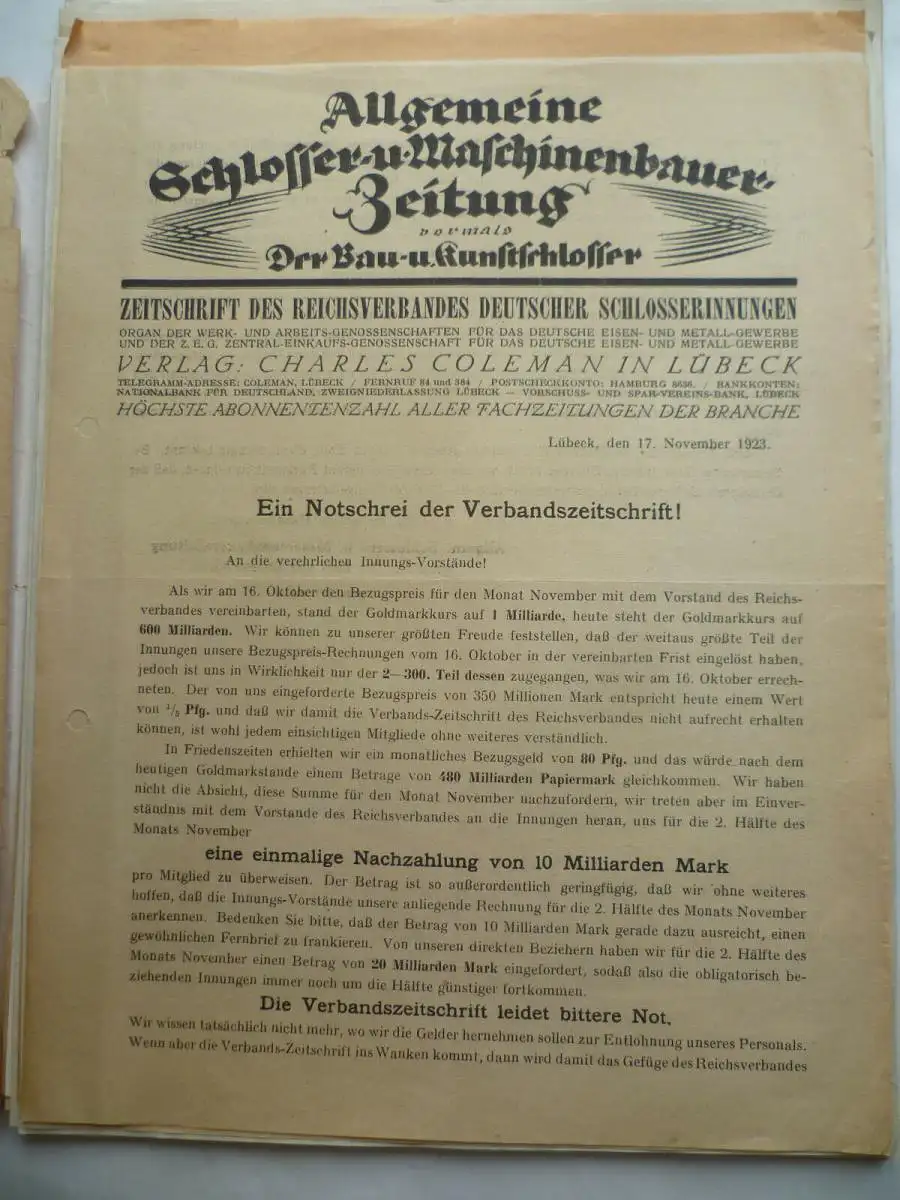 Allgemeine
Schlosser- u. Maschinenbauer-
Zeitung
vormals
Der Bau- u. Kunstschlosser
ZEITSCHRIFT DES REICHSVERBANDES DEUTSCHER SCHLOSSERINNUNGEN
ORGAN DER WERK- UND ARBEITS-GENOSSENSCHAFTEN FÜR DAS DEUTSCHE EISEN- UND METALL-GEWERBE
UND DER Z. E. G. ZENTRAL-EINKAUFS-GENOSSENSCHAFT FÜR DAS DEUTSCHE EISEN- UND METALL-GEWERBE
VERLAG: CHARLES COLEMAN IN LÜBECK
TELEGRAMM-ADRESSE: COLEMAN, LÜBECK / FERNRUF 84 und 384 / POSTSCHECKKONTO: HAMBURG 8636. / BANKKONTEN:
NATIONALBANK FÜR DEUTSCHLAND, ZWEIGNIEDERLASSUNG LÜBECK — VORSCHUSS- UND SPAR-VEREINS-BANK, LÜBECK
HÖCHSTE ABONNENTENZAHL ALLER FACHZEITUNGEN DER BRANCHE
Lübeck, den 17. November 1923.
Ein Notschrei der Verbandszeitschrift!
An die verehrlichen Innungs-Vorstände!
Als wir am 16. Oktober den Bezugspreis für den Monat November mit dem Vorstand des Reichs-
verbandes vereinbarten, stand der Goldmarkkurs auf 1 Milliarde, heute steht der Goldmarkkurs auf
600 Milliarden. Wir können zu unserer größten Freude feststellen, daß der weitaus größte Teil der
Innungen unsere Bezugspreis-Rechnungen vom 16. Oktober in der vereinbarten Frist eingelöst haben,
jedoch ist uns in Wirklichkeit nur der 2—300. Teil dessen zugegangen, was wir am 16. Oktober errech-
neten. Der von uns eingeforderte Bezugspreis von 350 Millionen Mark entspricht heute einem Wert
von 1/5 Pfg. und daß wir damit die Verbands-Zeitschrift des Reichsverbandes nicht aufrecht erhalten
können, ist wohl jedem einsichtigen Mitgliede ohne weiteres verständlich.
In Friedenszeiten erhielten wir ein monatliches Bezugsgeld von 80 Pfg. und das würde nach dem
heutigen Goldmarkstande einem Betrage von 480 Milliarden Papiermark gleichkommen. Wir haben
nicht die Absicht, diese Summe für den Monat November nachzufordern, wir treten aber im Einver-
ständnis mit dem Vorstande des Reichsverbandes an die Innungen heran, uns für die 2. Hälfte des
Monats November
eine einmalige Nachzahlung von 10 Milliarden Mark
pro Mitglied zu überweisen. Der Betrag ist so außerordentlich geringfügig, daß wir ohne weiteres
hoffen, daß die Innungs-Vorstände unsere anliegende Rechnung für die 2. Hälfte des Monats November
anerkennen. Bedenken Sie bitte, daß der Betrag von 10 Milliarden Mark gerade dazu ausreicht, einen
gewöhnlichen Fernbrief zu frankieren. Von unseren direkten Beziehern haben wir für die 2. Hälfte des
Monats November einen Betrag von 20 Milliarden Mark eingefordert, sodaß also die obligatorisch be-
ziehenden Innungen immer noch um die Hälfte günstiger fortkommen.
Die Verbandszeitschrift leidet bittere Not.
Wir wissen tatsächlich nicht mehr, wo wir die Gelder hernehmen sollen zur Entlohnung unseres Personals.
Wenn aber die Verbands-Zeitschrift ins Wanken kommt, dann wird damit das Gefüge des Reichsverbandes